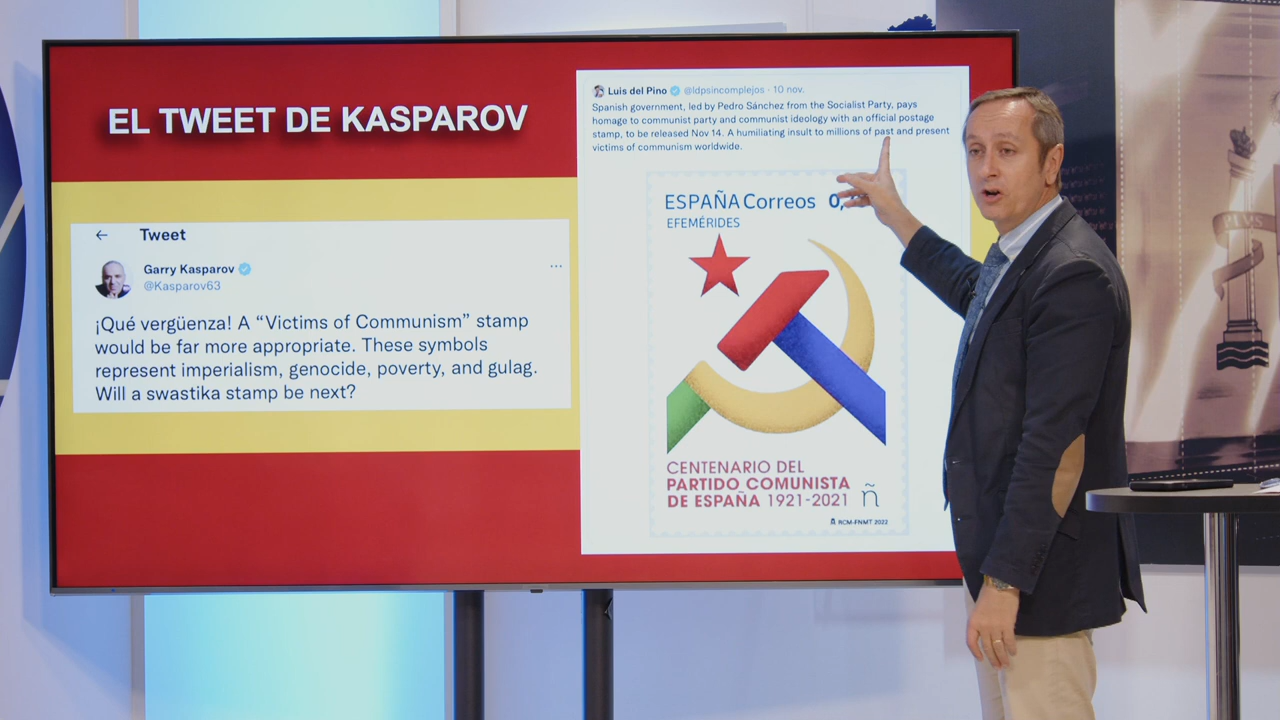 EL TWEET DE KASPAROV
Tweet
Garry Kasparov
@Kasparov63
¡Qué vergüenza! A “Victims of Communism” stamp
would be far more appropriate. These symbols
represent imperialism, genocide, poverty, and gulag.
Will a swastika stamp be next?
Luis del Pino @ldpsincomplejos · 10 nov.
Spanish government, led by Pedro Sánchez from the Socialist Party, pays
homage to communist party and communist ideology with an official postage
stamp, to be released Nov 14. A humiliating insult to millions of past and present
victims of communism worldwide.
ESPAÑA Correos 0,
EFEMÉRIDES
CENTENARIO DEL
PARTIDO COMUNISTA
DE ESPAÑA 1921-2021 ñ
RCM-FNMT 2022
PLVS